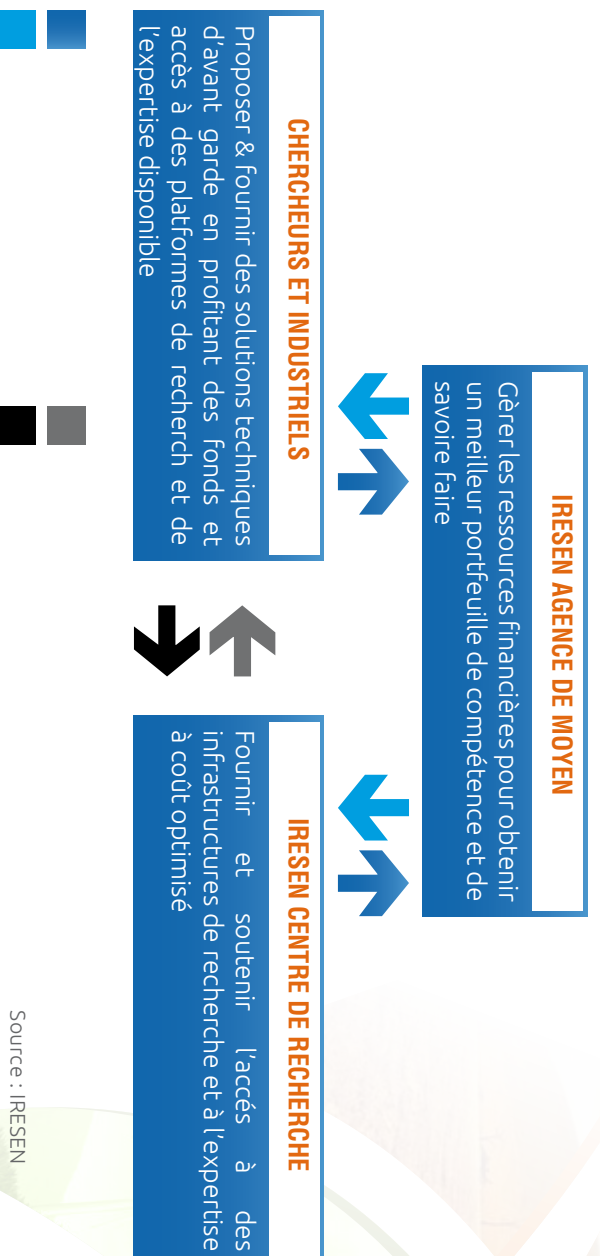 IRESEN AGENCE DE MOYEN
Gèrer les ressources financières pour obtenir
un meilleur portfeuille de compétence et de
savoire faire
CHERCHEURS ET INDUSTRIELS
Proposer & fournir des solutions techniques
d'avant garde en profitant des fonds et
accès à des platformes de recherch et de
l'expertise disponible
IRESEN CENTRE DE RECHERCHE
Fournir et soutenir l'accés à des
infrastructures de recherche et à l'expertise
à coût optimisé
Source : IRESEN